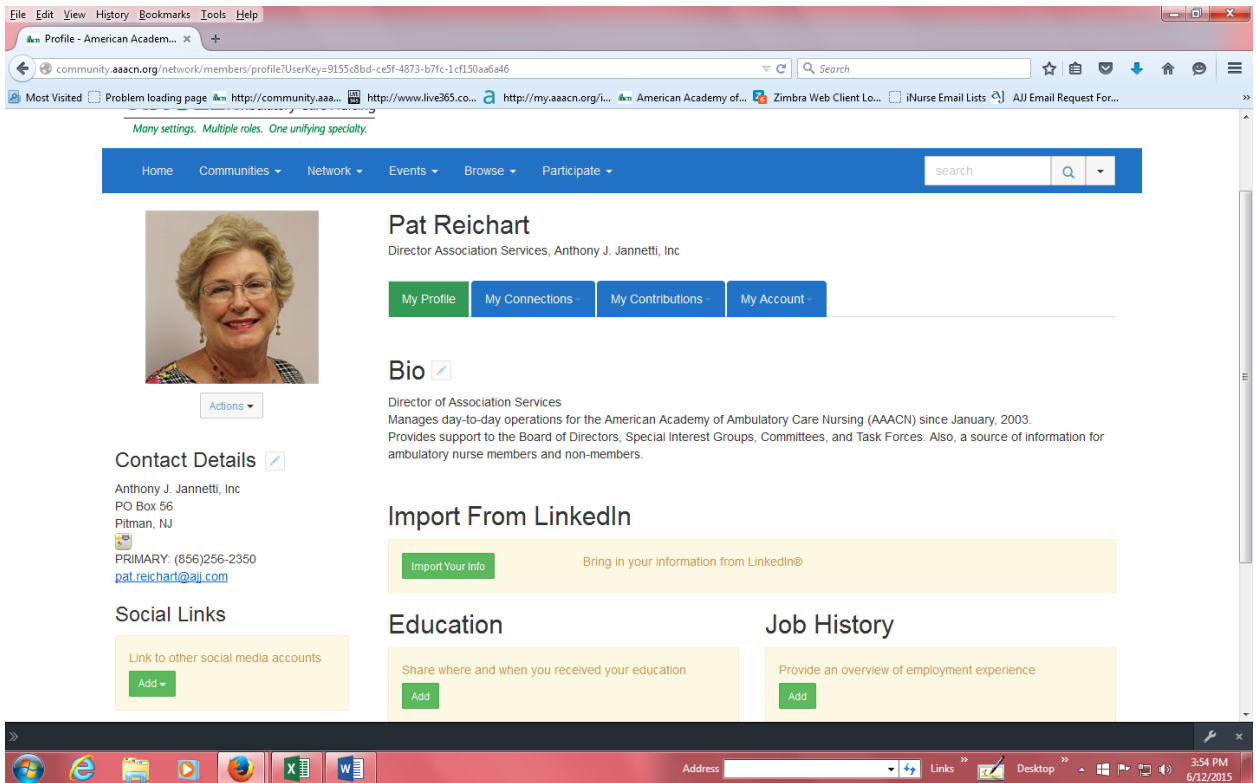 File Edit View History Bookmarks Tools Help
Profile - American Academ... × +
community.aaacn.org/network/members/profile?UserKey=9155c8bd-ce5f-4873-b7fc-1cf150aa6a46 Search
Most Visited Problem loading page http://community.aaa... http://www.live365.co... http://my.aaacn.org/i... American Academy of... Zimbra Web Client Lo... iNurse Email Lists AJJ Email Request For... »
Ambulatory Care Nursing
Many settings. Multiple roles. One unifying specialty.
Home Communities Network Events Browse Participate search
Pat Reichart
Director Association Services, Anthony J. Jannetti, Inc
My Profile My Connections My Contributions My Account
Bio
Director of Association Services
Manages day-to-day operations for the American Academy of Ambulatory Care Nursing (AAACN) since January, 2003.
Provides support to the Board of Directors, Special Interest Groups, Committees, and Task Forces. Also, a source of information for
ambulatory nurse members and non-members.
Actions
Contact Details
Anthony J. Jannetti, Inc
PO Box 56
Pitman, NJ
PRIMARY: (856)256-2350
pat.reichart@ajj.com
Import From LinkedIn
Import Your Info Bring in your information from LinkedIn®
Social Links
Link to other social media accounts
Add
Education
Share where and when you received your education
Add
Job History
Provide an overview of employment experience
Add
Address Links » Desktop » 3:54 PM
6/12/2015